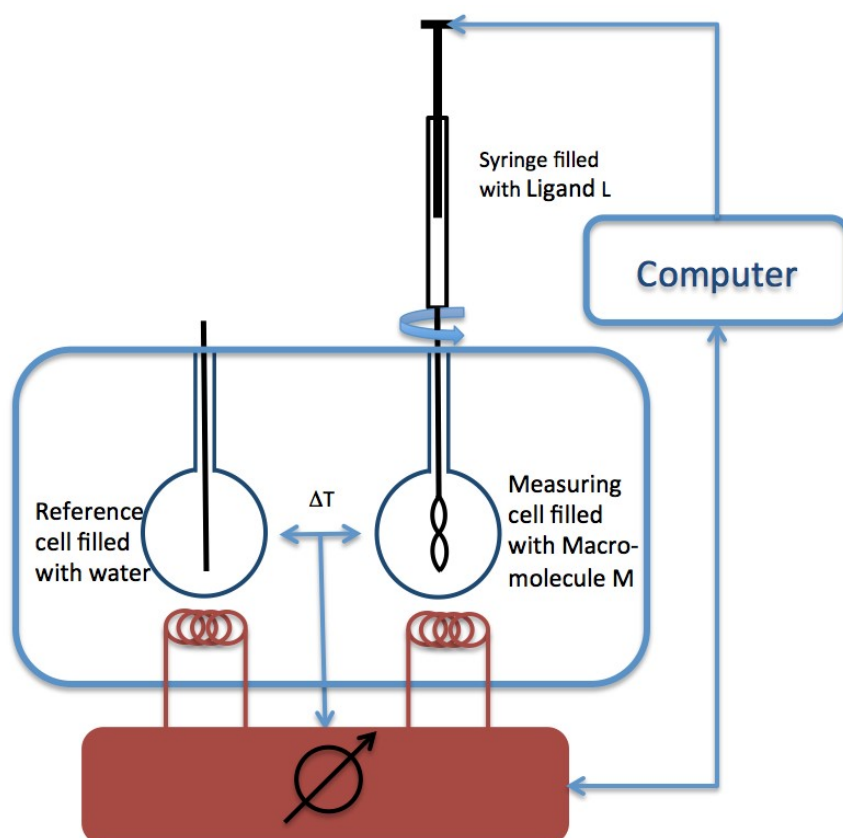 Syringe filled
with Ligand L
Computer
Reference
cell filled
with water
ΔT
Measuring
cell filled
with Macro-
molecule M